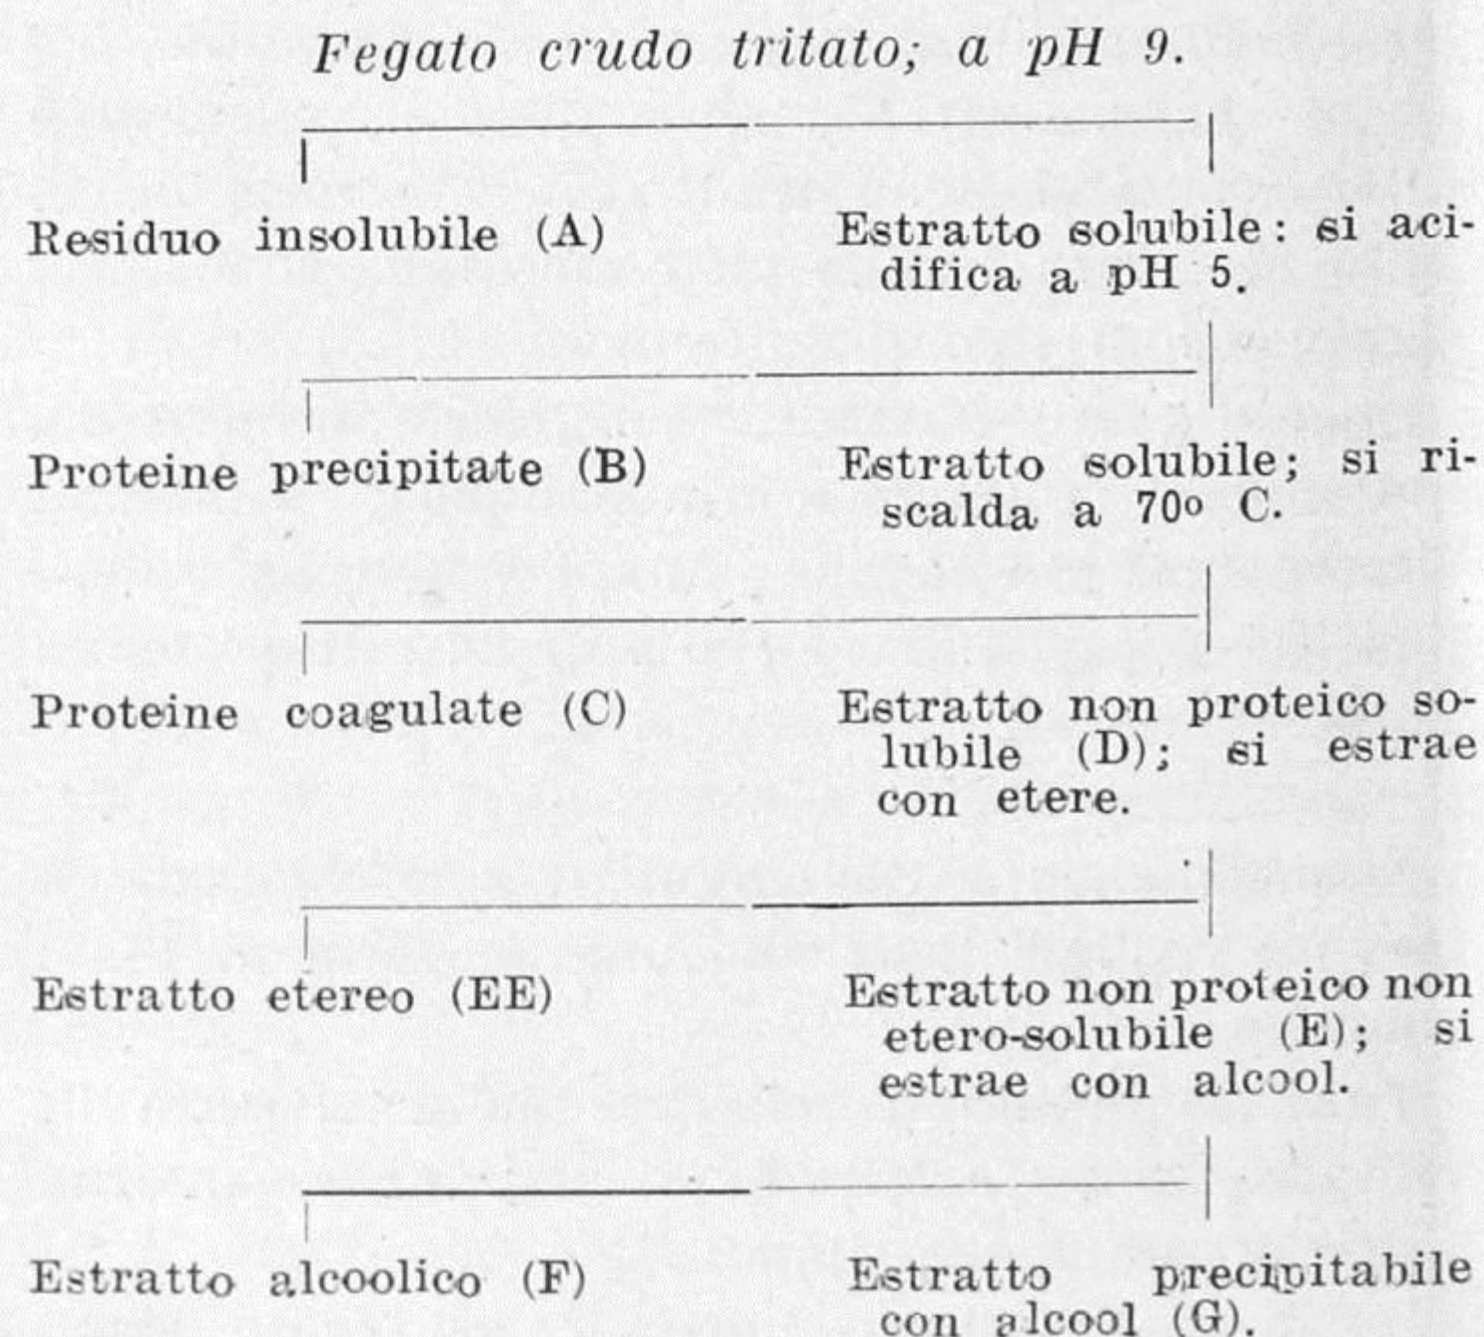 Fegato crudo tritato; a pH 9.
Residuo insolubile (A)
Estratto solubile: si aci-
difica a pH 5.
Proteine precipitate (B)
Estratto solubile; si ri-
scalda a 70º C.
Proteine coagulate (C)
Estratto non proteico so-
lubile (D); si estrae
con etere.
Estratto etereo (EE)
Estratto non proteico non
etero-solubile (E); si
estrae con alcool.
Estratto alcoolico (F)
Estratto precipitabile
con alcool (G).